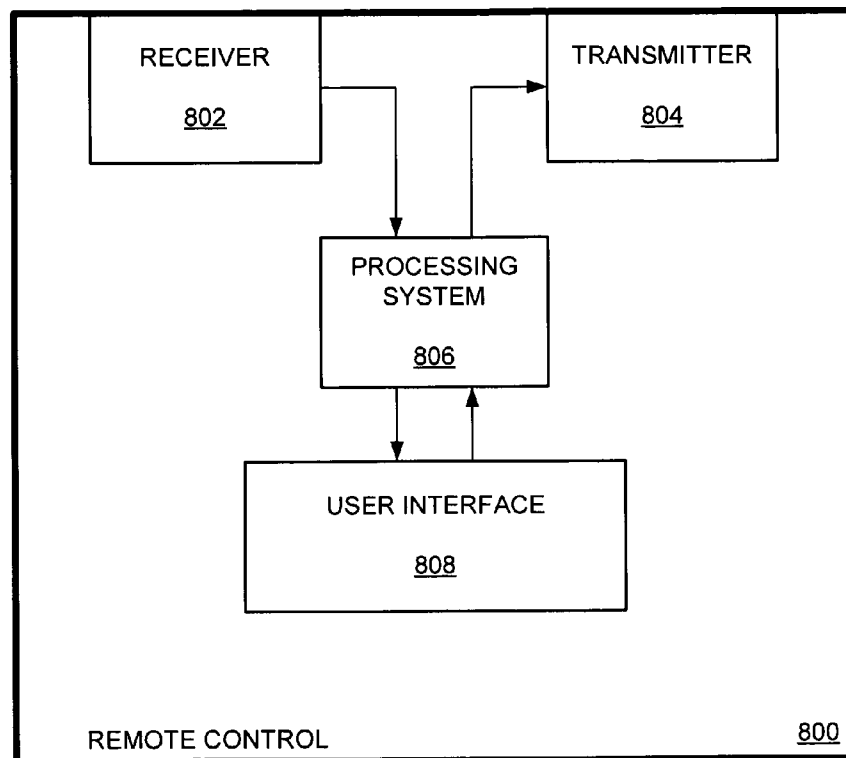 RECEIVER
802
TRANSMITTER
804
PROCESSING
SYSTEM
806
USER INTERFACE
808
REMOTE CONTROL
800